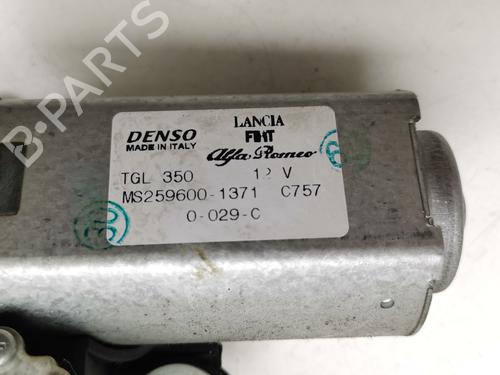 B-PARTS
DENSO
MADE IN ITALY
LANCIA
FIAT
Alfa Romeo
TGL 350 12 V
MS259600-1371 C757
0-029-C